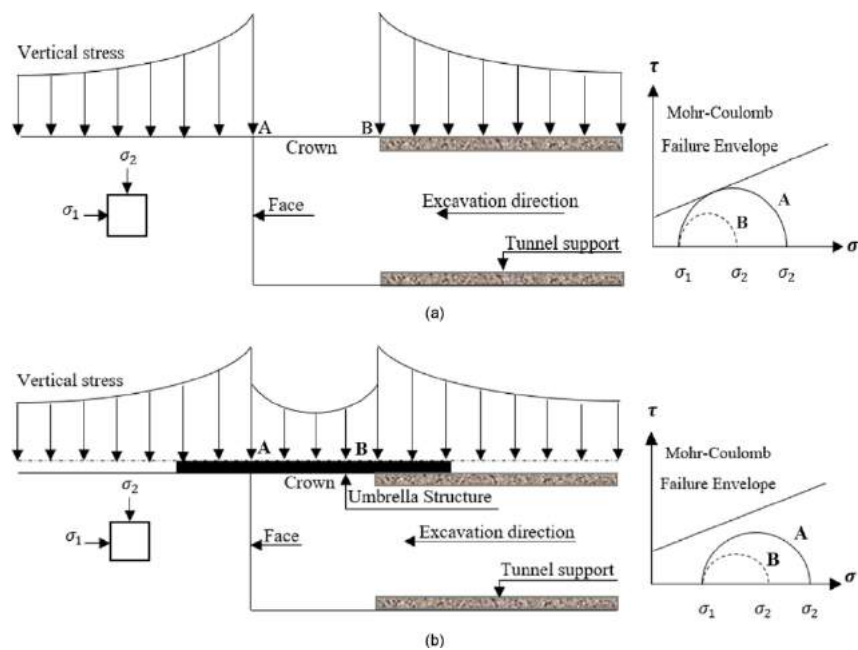 Vertical stress
A
B
Crown
σ₂
σ₁
Face
Excavation direction
Tunnel support
τ
Mohr-Coulomb
Failure Envelope
A
B
σ
σ₁
σ₂
σ₂
(a)
Vertical stress
A
B
Crown
Umbrella Structure
σ₂
σ₁
Face
Excavation direction
Tunnel support
τ
Mohr-Coulomb
Failure Envelope
A
B
σ
σ₁
σ₂
σ₂
(b)